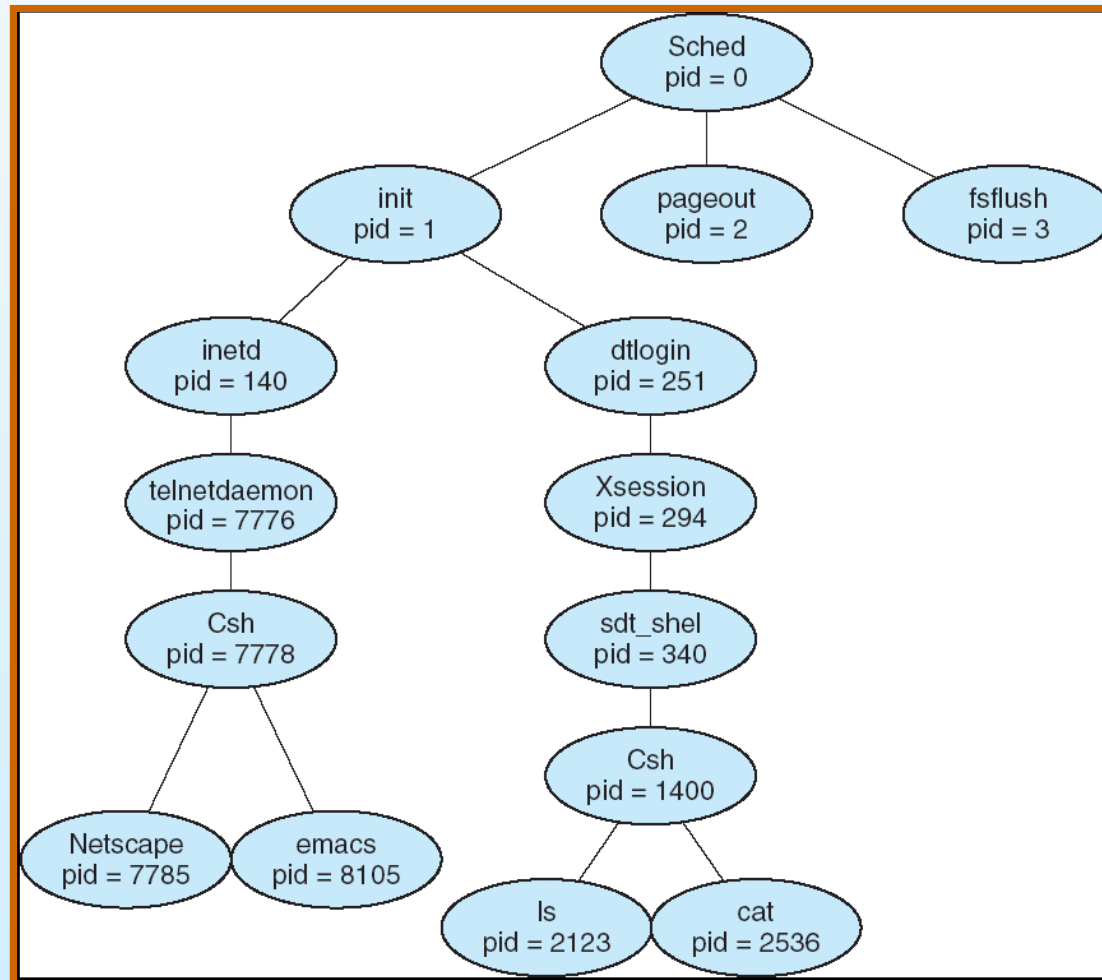 Sched
pid = 0
init
pid = 1
pageout
pid = 2
fsflush
pid = 3
inetd
pid = 140
dtlogin
pid = 251
telnetdaemon
pid = 7776
Xsession
pid = 294
Csh
pid = 7778
sdt_shel
pid = 340
Csh
pid = 1400
Netscape
pid = 7785
emacs
pid = 8105
ls
pid = 2123
cat
pid = 2536